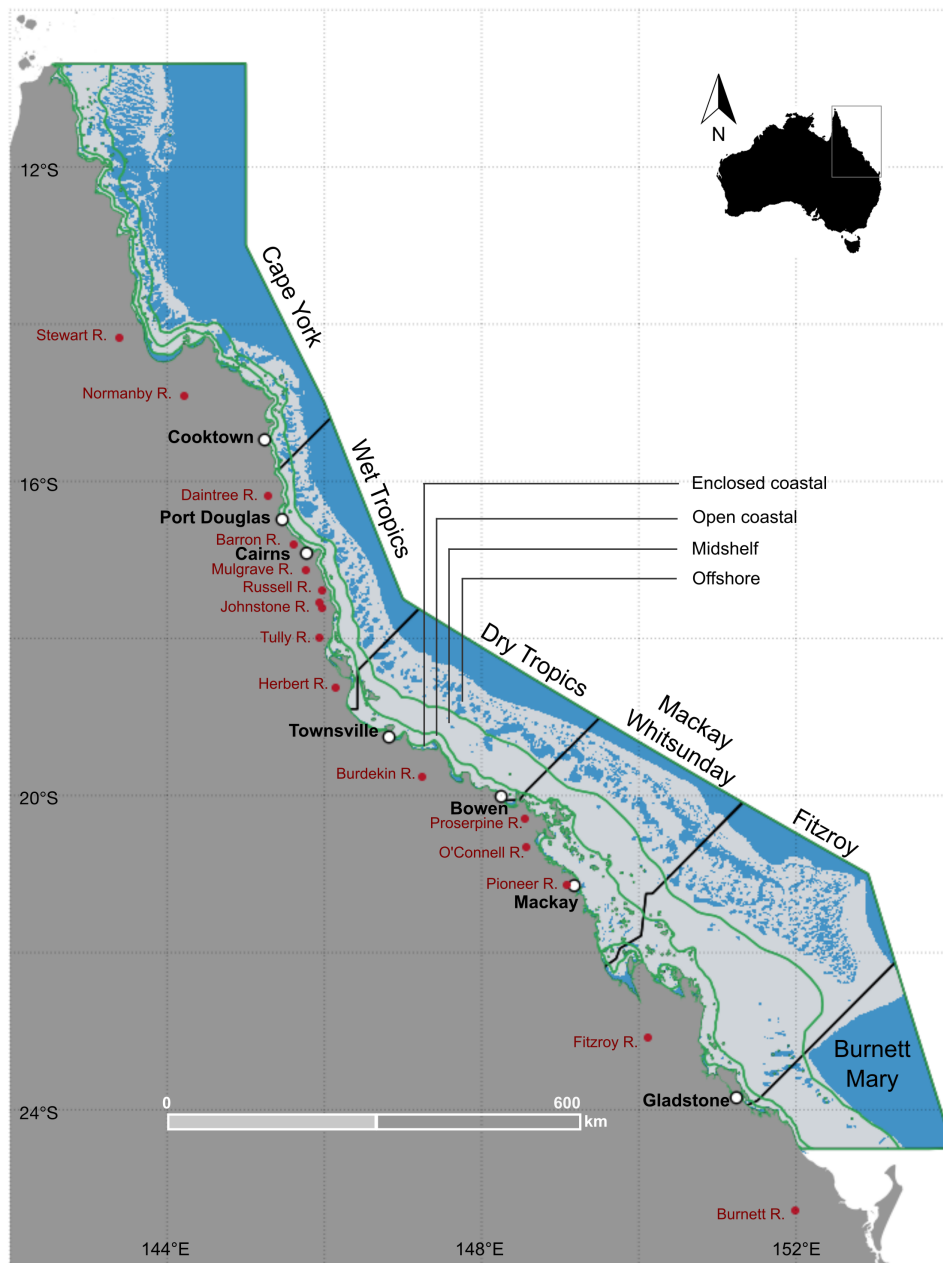 N
12°S
Cape York
Stewart R.
Normanby R.
Cooktown
Wet Tropics
16°S
Enclosed coastal
Daintree R.
Port Douglas
Open coastal
Barron R.
Cairns
Midshelf
Mulgrave R.
Offshore
Russell R.
Johnstone R.
Tully R.
Dry Tropics
Herbert R.
Mackay
Whitsunday
Townsville
Burdekin R.
20°S
Bowen
Proserpine R.
Fitzroy
O'Connell R.
Pioneer R.
Mackay
Fitzroy R.
Burnett
Mary
Gladstone
0 600
km
24°S
Burnett R.
144°E 148°E 152°E